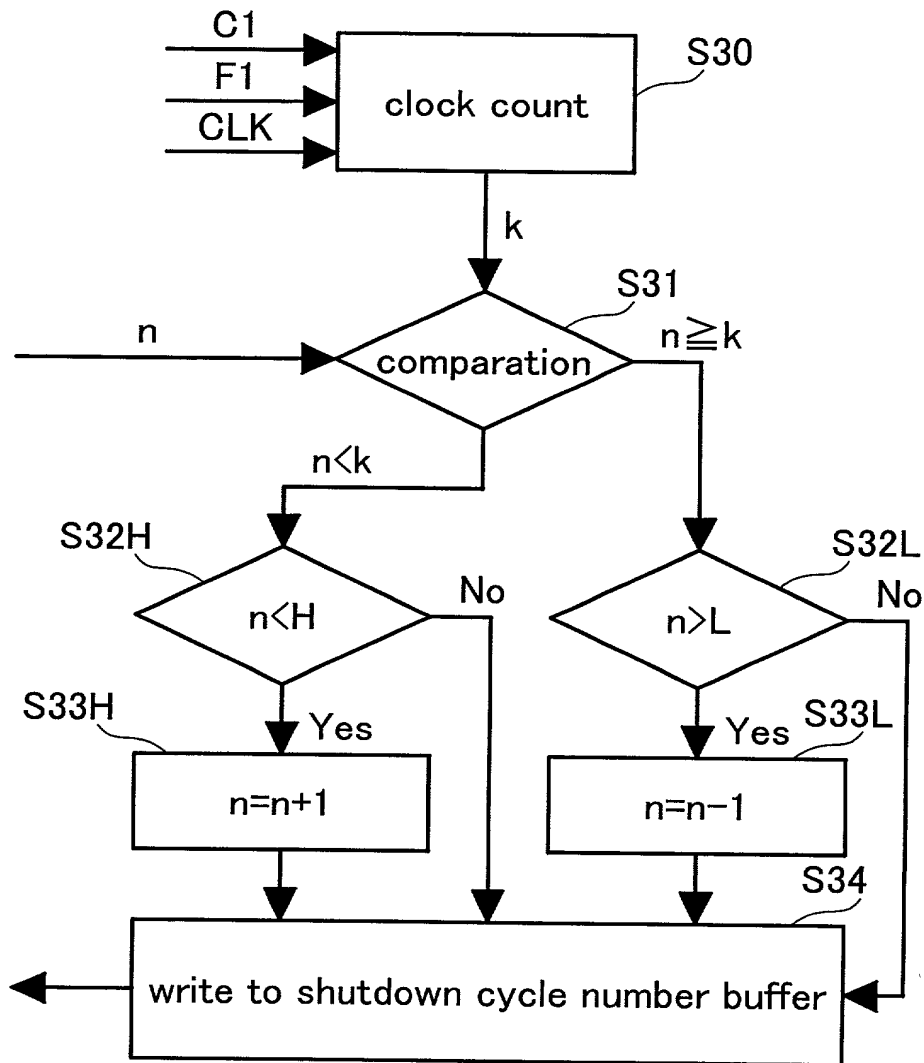 C1
S30
F1
clock count
CLK
k
S31
n
n≧k
comparation
n<k
S32H
S32L
No
No
n<H
n>L
S33H
Yes
S33L
Yes
n=n+1
n=n-1
S34
write to shutdown cycle number buffer